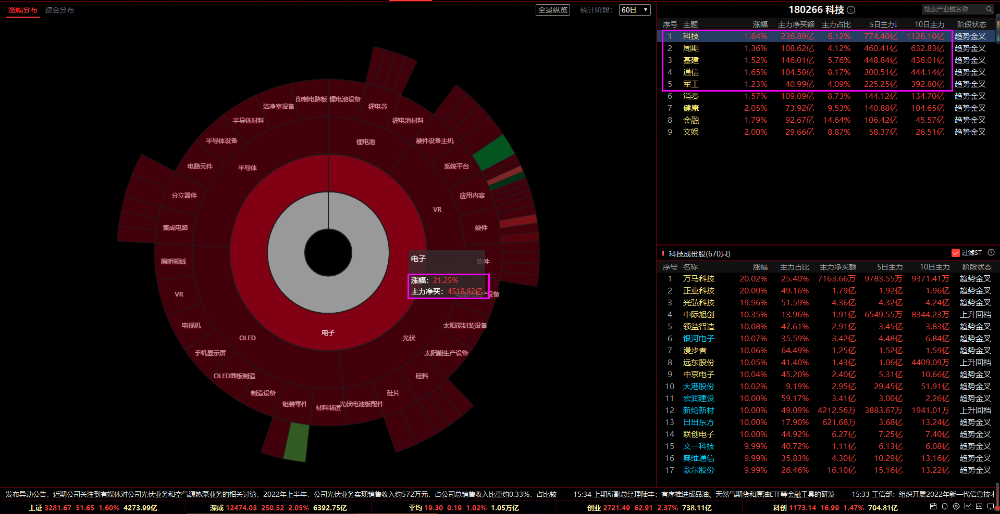 涨幅分布 资金分布 全景纵览 统计阶段： 60日
印制电路板 锂电池设备
洁净室设备 锂电芯
半导体材料 锂电池材料
半导体设备 锂电池 硬件设备主机
电路元件 半导体 系统平台
分立器件 应用内容
VR
集成电路 硬件
照明领域 软件
电子
涨幅： 21.25%
主力净买： 4518.92亿
VR 设备
电视机 太阳能封装设备
电子
OLED 光伏
手机显示屏 太阳能生产设备
OLED面板制造 硅料
制造设备 硅片
组装零件 材料制造 光伏电池板配件
180266 科技 搜索产业链名称
序号 主题 涨幅 主力净买额 主力占比 5日主力↓ 10日主力 阶段状态
1 科技 1.64% 236.89亿 6.12% 774.40亿 1126.10亿 趋势金叉
2 周期 1.36% 108.62亿 4.12% 460.41亿 632.83亿 趋势金叉
3 基建 1.52% 146.01亿 5.76% 448.84亿 436.01亿 趋势金叉
4 通信 1.65% 104.58亿 8.17% 300.51亿 444.14亿 趋势金叉
5 军工 1.23% 40.99亿 4.09% 225.25亿 392.80亿 趋势金叉
6 消费 1.57% 109.09亿 8.73% 144.12亿 134.70亿 趋势金叉
7 健康 2.05% 73.92亿 9.53% 140.88亿 104.65亿 趋势金叉
8 金融 1.79% 92.67亿 14.64% 106.42亿 45.57亿 趋势金叉
9 文娱 2.00% 29.66亿 8.87% 58.37亿 26.51亿 趋势金叉
科技成份股(670只) 过滤ST
序号 名称 涨幅 主力占比 主力净买额 5日主力 10日主力 阶段状态
1 万马科技 20.02% 25.40% 7163.66万 9783.55万 9371.41万 趋势金叉
2 正业科技 20.00% 49.16% 1.79亿 1.92亿 1.96亿 趋势金叉
3 光弘科技 19.96% 51.59% 4.36亿 4.32亿 4.24亿 趋势金叉
4 中际旭创 10.35% 13.96% 1.91亿 6549.55万 8344.23万 上升回档
5 领益智造 10.08% 47.61% 2.91亿 3.45亿 3.83亿 趋势金叉
6 银河电子 10.07% 35.59% 3.42亿 4.48亿 6.84亿 趋势金叉
7 漫步者 10.06% 64.49% 1.25亿 1.52亿 1.59亿 趋势金叉
8 远东股份 10.05% 41.40% 1.43亿 1.06亿 4409.09万 上升回档
9 中京电子 10.04% 45.20% 2.40亿 5.31亿 10.66亿 趋势金叉
10 大港股份 10.02% 9.19% 2.95亿 29.45亿 51.91亿 趋势金叉
11 宏润建设 10.00% 59.17% 3.41亿 3.00亿 2.26亿 趋势金叉
12 新纶新材 10.00% 49.09% 4212.56万 3883.67万 1941.01万 上升回档
13 日出东方 10.00% 17.90% 621.68万 3.68亿 13.24亿 趋势金叉
14 联创电子 10.00% 44.92% 6.27亿 7.25亿 7.40亿 趋势金叉
15 文一科技 9.99% 40.72% 1.11亿 6.13亿 6.08亿 趋势金叉
16 奥维通信 9.99% 35.83% 4.30亿 10.29亿 13.16亿 趋势金叉
17 歌尔股份 9.99% 26.46% 16.10亿 15.16亿 13.22亿 趋势金叉
发布异动公告，近期公司关注到有媒体对公司光伏业务和空气源热泵业务的相关讨论，2022年上半年，公司光伏业务实现销售收入约572万元，占公司总销售收入比重约0.33%，占比较 15:34 上期所副总经理陆丰：有序推进成品油、天然气期货和原油ETF等金融工具的研发 15:33 工信部：组织开展2022年新一代信息技
上证 3281.67 51.65 1.60% 4273.99亿 深成 12474.03 250.52 2.05% 6392.75亿 平均 19.30 0.19 1.02% 1.05万亿 创业 2721.49 62.91 2.37% 738.11亿 科创 1173.14 16.99 1.47% 704.81亿